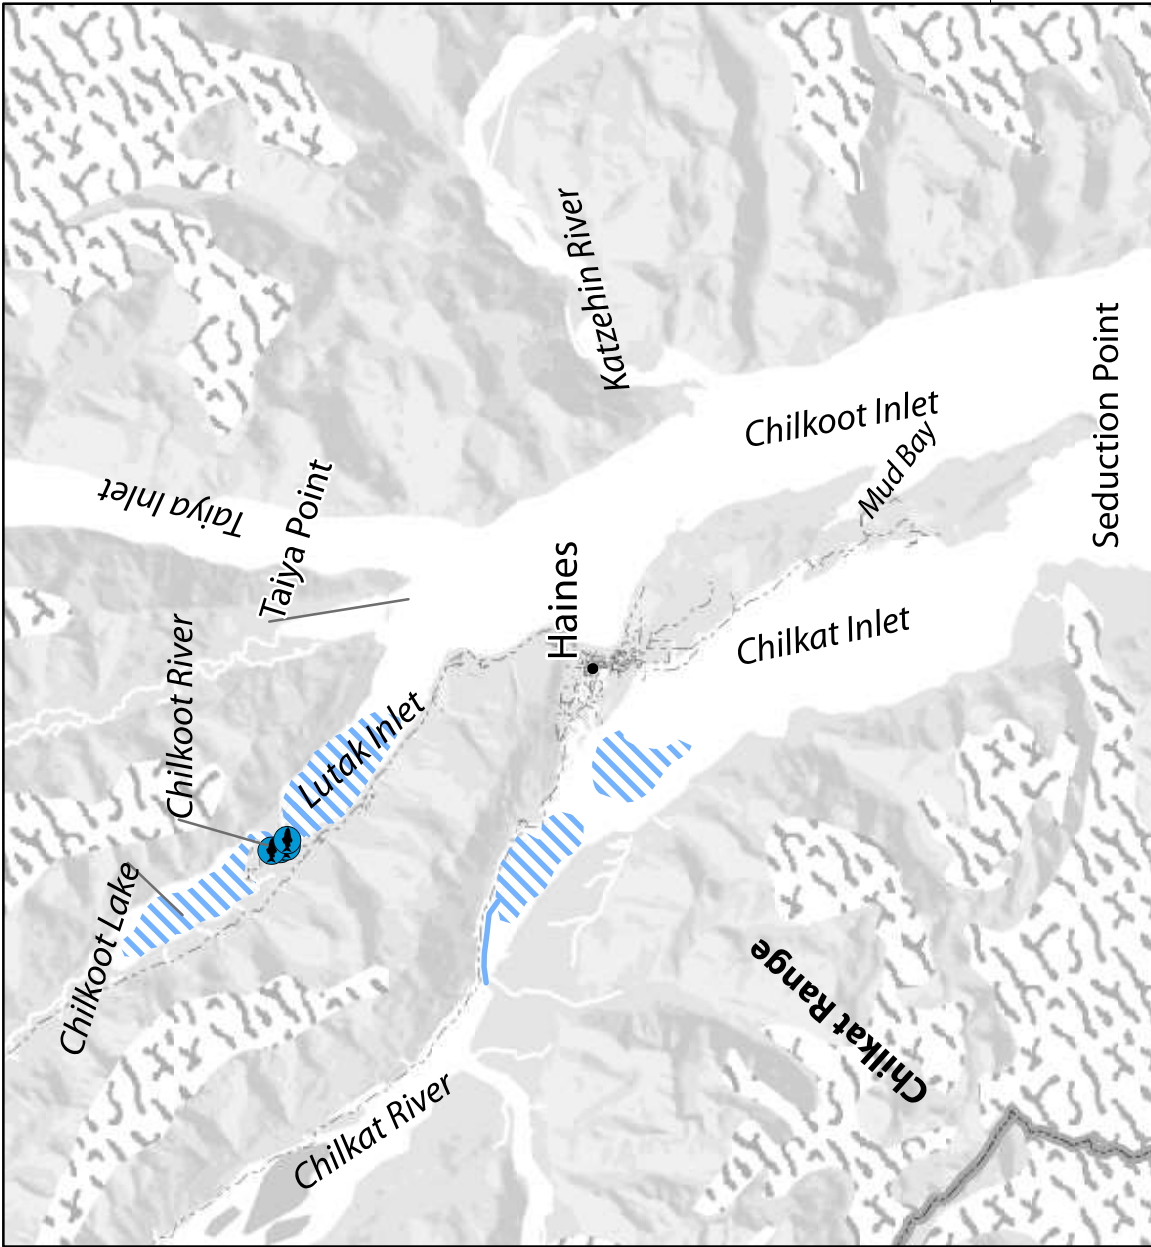 Katzehin River
Chilkoot Inlet
Seduction Point
Mud Bay
Taiya Inlet
Taiya Point
Haines
Chilkat Inlet
Chilkoot River
Lutak Inlet
Chilkoot Lake
Chilkat Range
Chilkat River